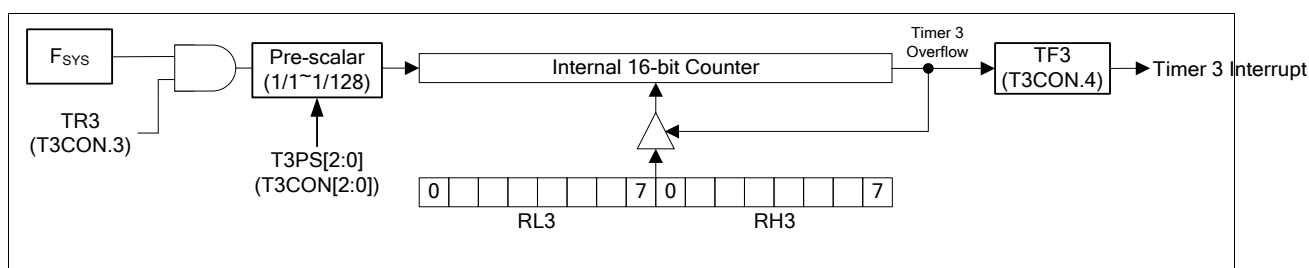 FSYS
TR3
(T3CON.3)
Pre-scalar
(1/1~1/128)
T3PS[2:0]
(T3CON[2:0])
Internal 16-bit Counter
0 7 0 7
RL3 RH3
Timer 3
Overflow
TF3
(T3CON.4)
Timer 3 Interrupt